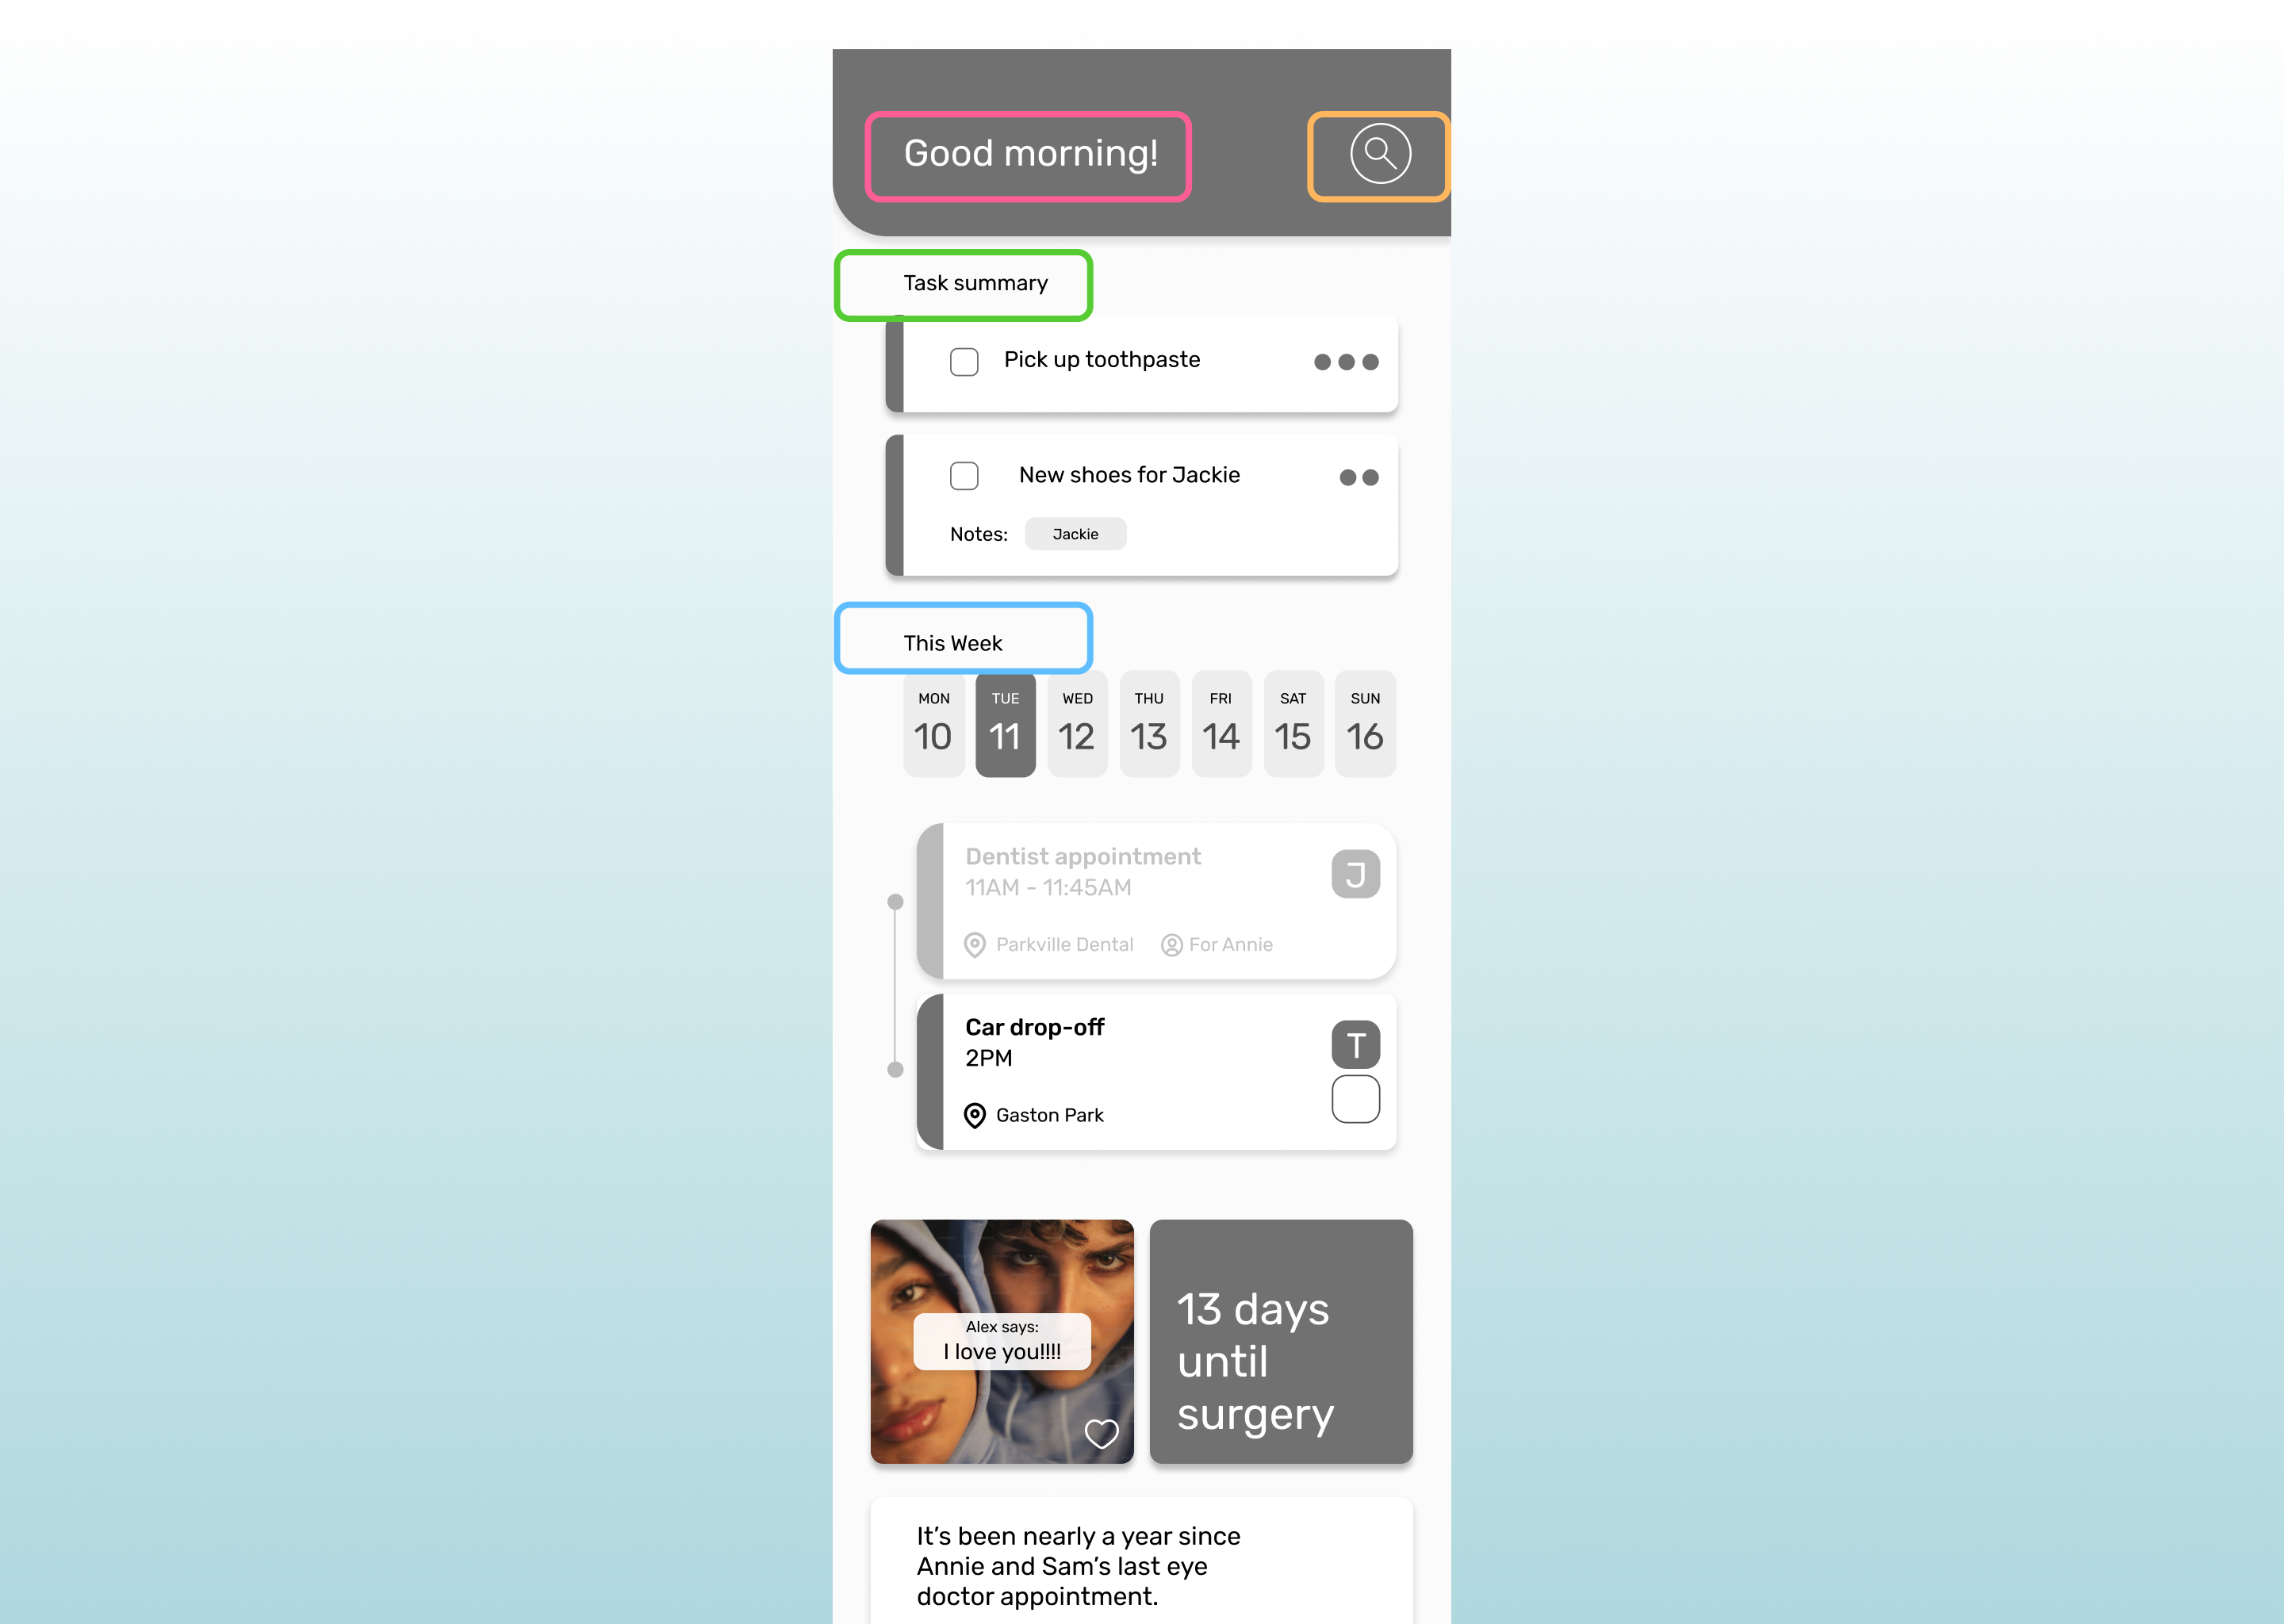 Good morning!
Task summary
Pick up toothpaste
New shoes for Jackie
Notes: Jackie
This Week
MON TUE WED THU FRI SAT SUN
10 11 12 13 14 15 16
Dentist appointment
J
11AM - 11:45AM
Parkville Dental For Annie
Car drop-off
T
2PM
Gaston Park
Alex says:
I love you!!!!
13 days
until
surgery
It’s been nearly a year since
Annie and Sam’s last eye
doctor appointment.